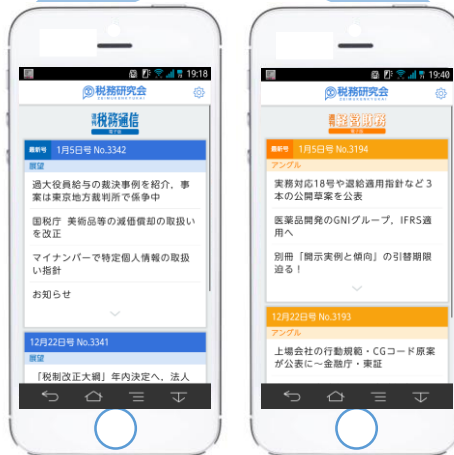 19:18
税務研究会
ZEIMUKENKYUKAI
週刊税務通信
電子版
最新号 1月5日号 No.3342
展望
過大役員給与の裁決事例を紹介，事
案は東京地方裁判所で係争中
国税庁 美術品等の減価償却の取扱い
を改正
マイナンバーで特定個人情報の取扱
い指針
お知らせ
12月22日号 No.3341
展望
「税制改正大綱」年内決定へ，法人
19:40
税務研究会
ZEIMUKENKYUKAI
週刊経営財務
電子版
最新号 1月5日号 No.3194
アングル
実務対応18号や退給適用指針など3
本の公開草案を公表
医薬品開発のGNIグループ，IFRS適
用へ
別冊「開示実例と傾向」の引替期限
迫る！
12月22日号 No.3193
アングル
上場会社の行動規範・CGコード原案
が公表に～金融庁・東証